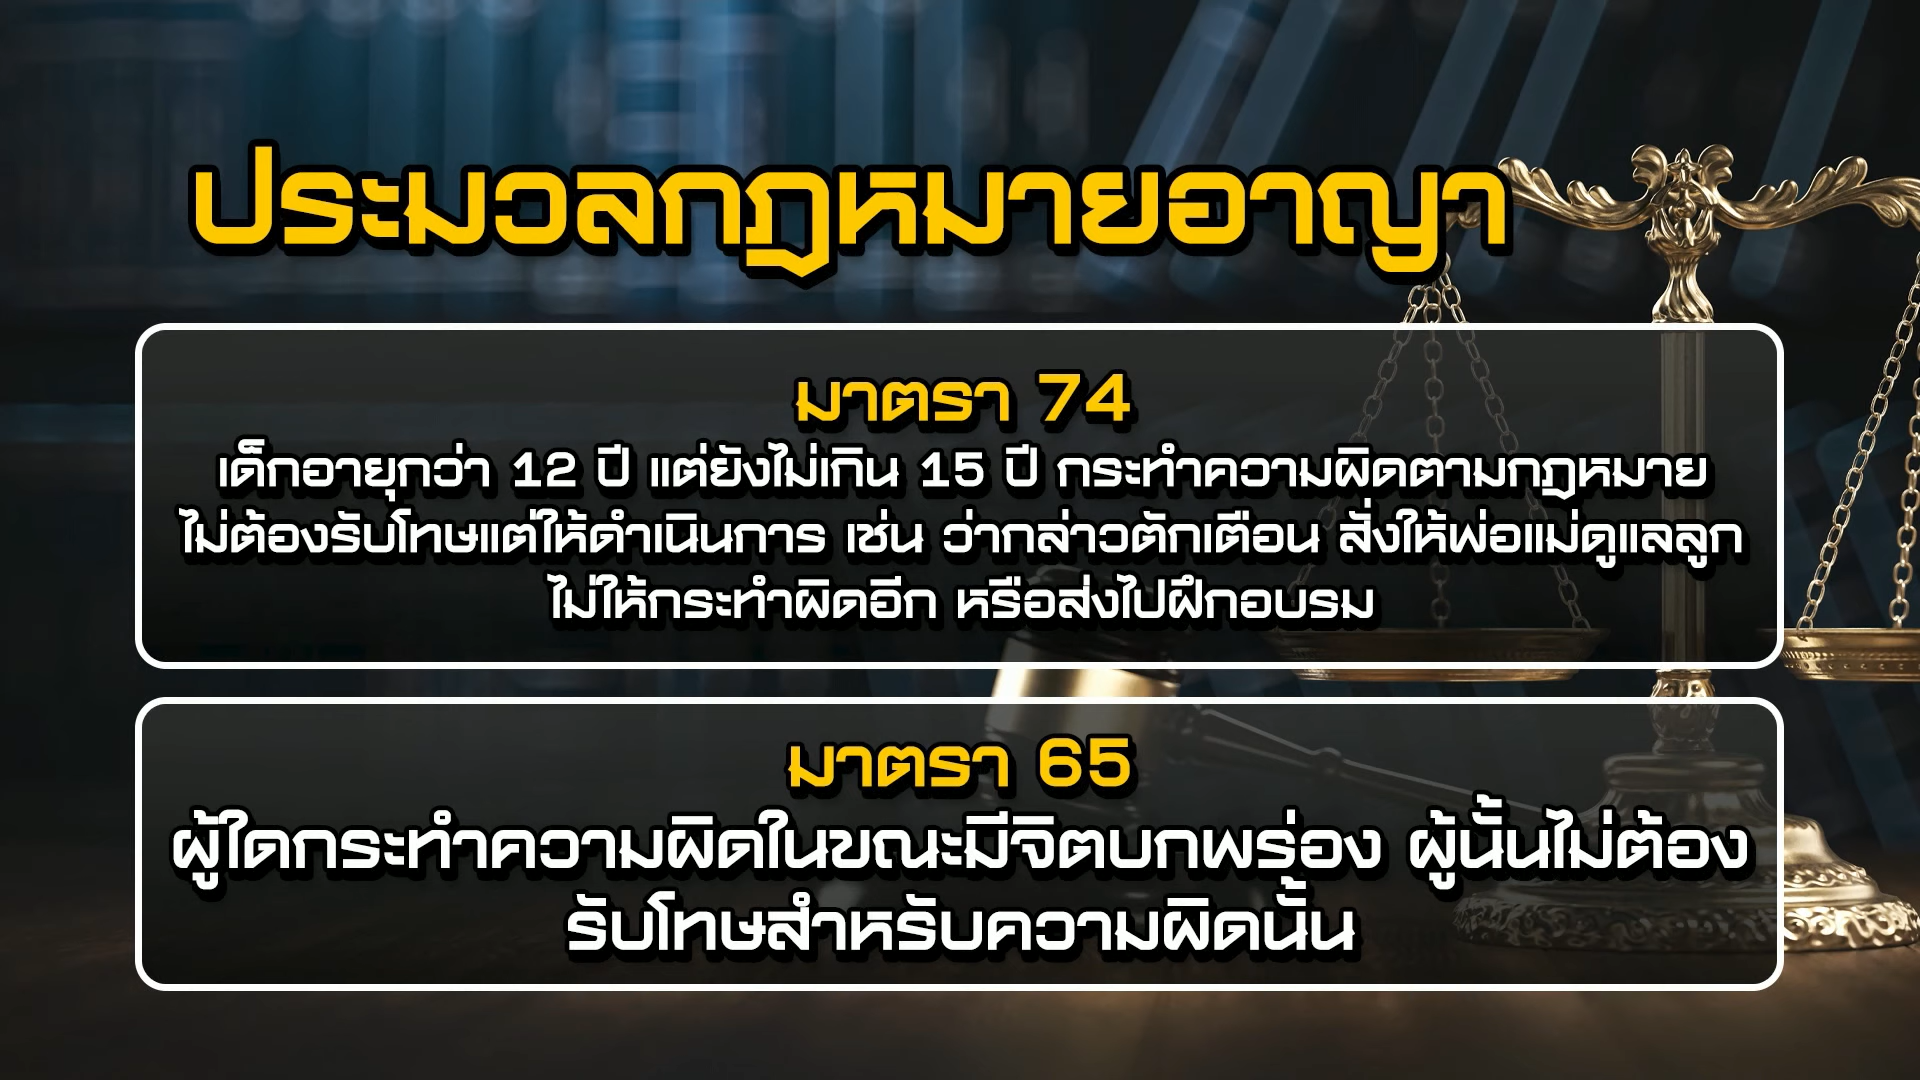 ประมวลกฎหมายอาญา
มาตรา 74
เด็กอายุกว่า 12 ปี แต่ยังไม่เกิน 15 ปี กระทำความผิดตามกฎหมาย
ไม่ต้องรับโทษแต่ให้ดำเนินการ เช่น ว่ากล่าวตักเตือน สั่งให้พ่อแม่ดูแลลูก
ไม่ให้กระทำผิดอีก หรือส่งไปฝึกอบรม
มาตรา 65
ผู้ใดกระทำความผิดในขณะมีจิตบกพร่อง ผู้นั้นไม่ต้อง
รับโทษสำหรับความผิดนั้น